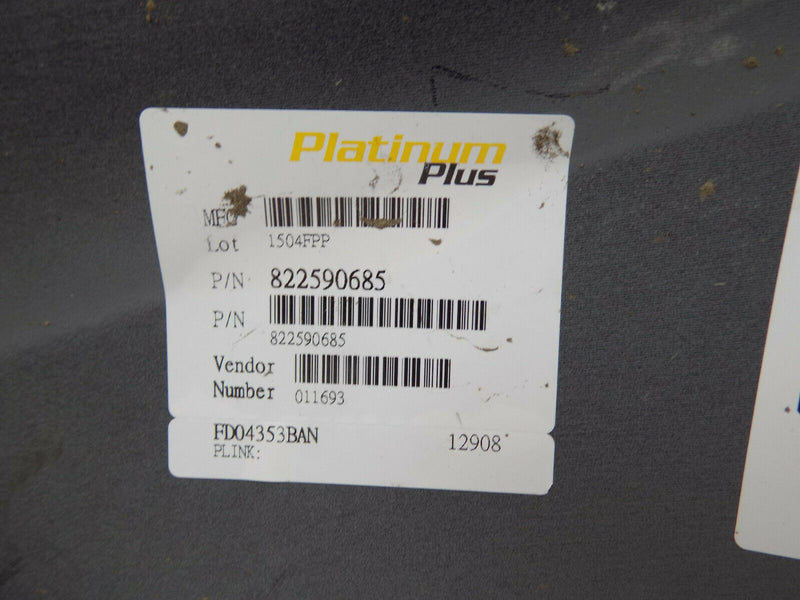 Platinum
Plus
MFG
Lot
1504FPP
P/N 822590685
P/N
822590685
Vendor
Number 011693
FD04353BAN 12908
PLINK: